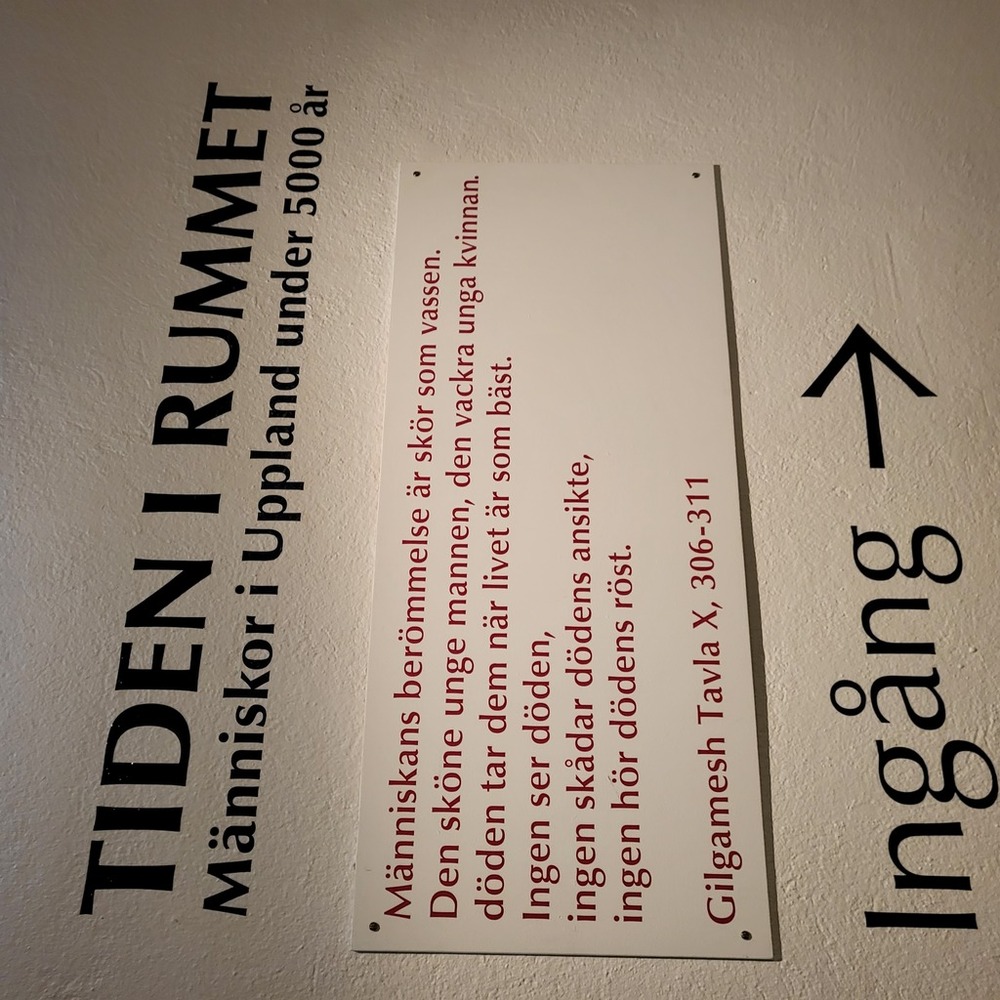 TIDEN I RUMMET
Människor i Uppland under 5000 år
Människans berömmelse är skör som vassen.
Den sköne unge mannen, den vackra unga kvinnan.
döden tar dem när livet är som bäst.
Ingen ser döden,
ingen skådar dödens ansikte,
ingen hör dödens röst.
Gilgamesh Tavla X, 306-311
Ingång →